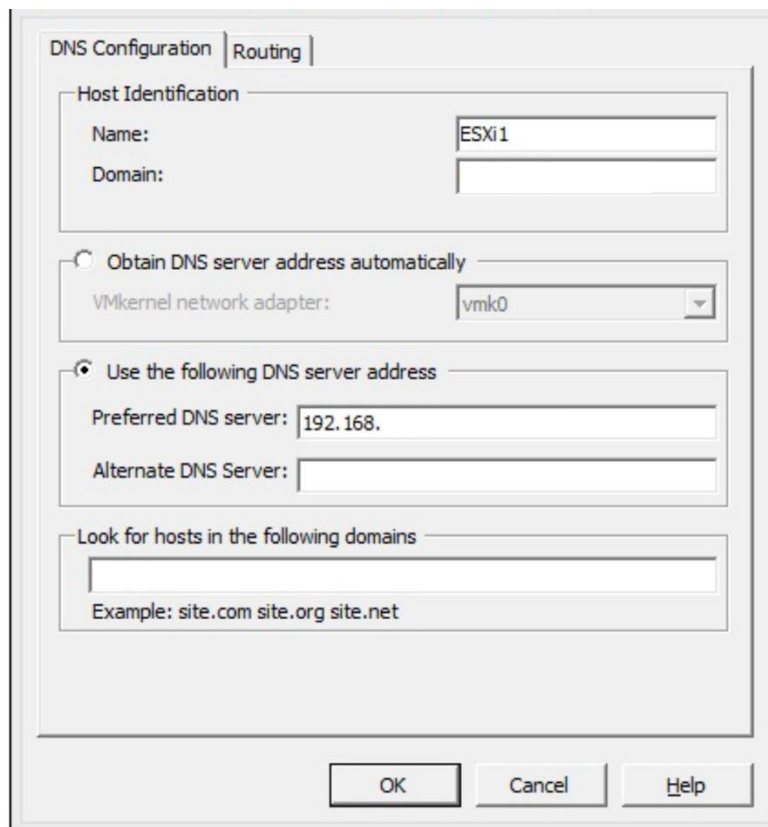 DNS Configuration Routing
Host Identification
Name: ESXi1
Domain:
Obtain DNS server address automatically
VMkernel network adapter: vmk0
Use the following DNS server address
Preferred DNS server: 192.168.
Alternate DNS Server:
Look for hosts in the following domains
Example: site.com site.org site.net
OK Cancel Help